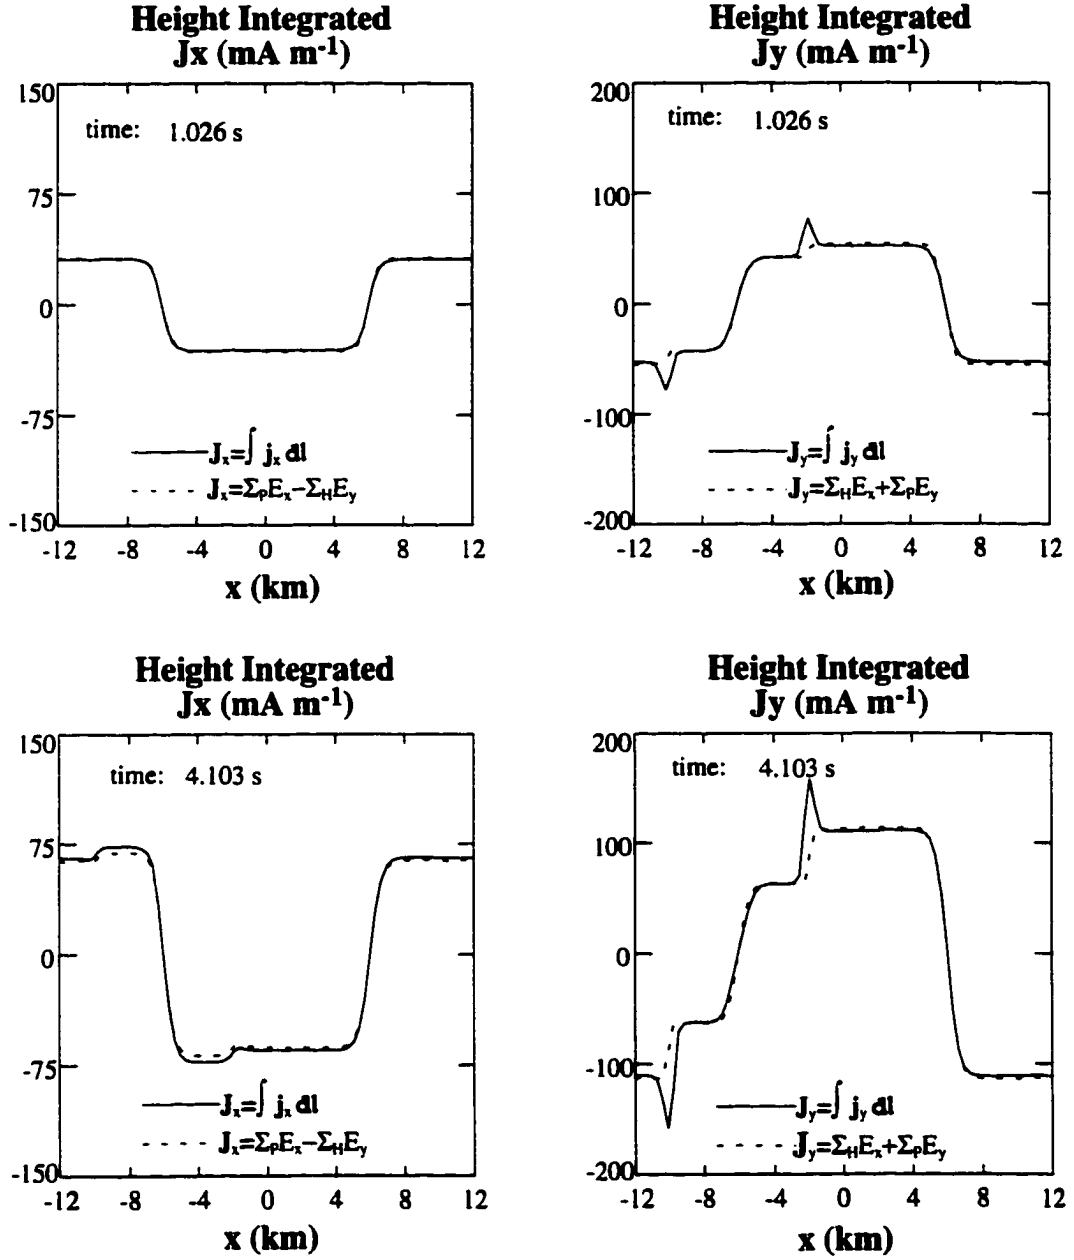 Height Integrated
Jx (mA m-1)
150
75
0
-75
-150
time: 1.026 s
Jx=∫ jx dl
Jx=ΣPEx−ΣHEy
-12 -8 -4 0 4 8 12
x (km)
Height Integrated
Jy (mA m-1)
200
100
0
-100
-200
time: 1.026 s
Jy=∫ jy dl
Jy=ΣHEx+ΣPEy
-12 -8 -4 0 4 8 12
x (km)
Height Integrated
Jx (mA m-1)
150
75
0
-75
-150
time: 4.103 s
Jx=∫ jx dl
Jx=ΣPEx−ΣHEy
-12 -8 -4 0 4 8 12
x (km)
Height Integrated
Jy (mA m-1)
200
100
0
-100
-200
time: 4.103 s
Jy=∫ jy dl
Jy=ΣHEx+ΣPEy
-12 -8 -4 0 4 8 12
x (km)